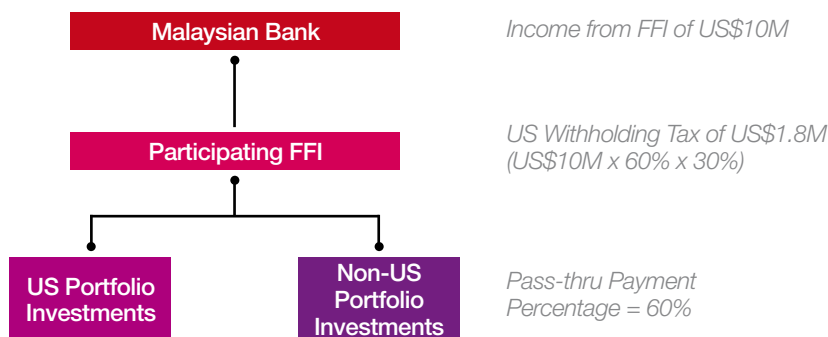 Malaysian Bank
Income from FFI of US$10M
Participating FFI
US Withholding Tax of US$1.8M
(US$10M x 60% x 30%)
US Portfolio
Investments
Non-US
Portfolio
Investments
Pass-thru Payment
Percentage = 60%